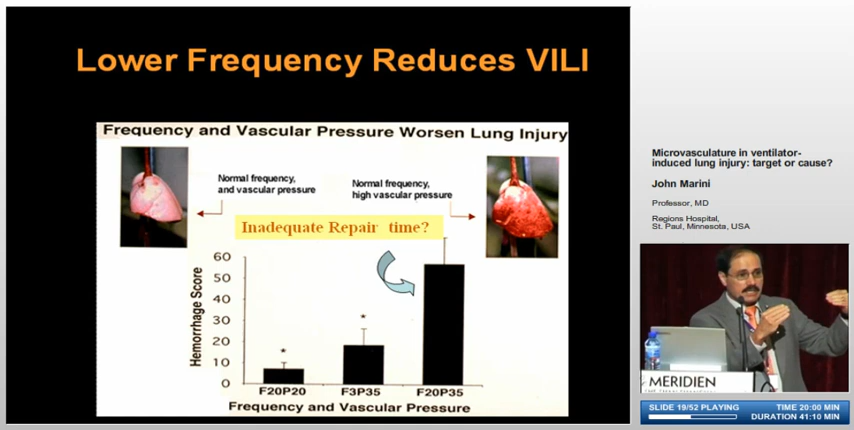 Lower Frequency Reduces VILI
Frequency and Vascular Pressure Worsen Lung Injury
Normal frequency,
and vascular pressure
Normal frequency,
high vascular pressure
Inadequate Repair time?
Hemorrhage Score
60
50
40
30
20
10
0
*
*
F20P20 F3P35 F20P35
Frequency and Vascular Pressure
Microvasculature in ventilator-
induced lung injury: target or cause?
John Marini
Professor, MD
Regions Hospital,
St. Paul, Minnesota, USA
MERIDIEN
SLIDE 19/52 PLAYING TIME 20:00 MIN
DURATION 41:10 MIN